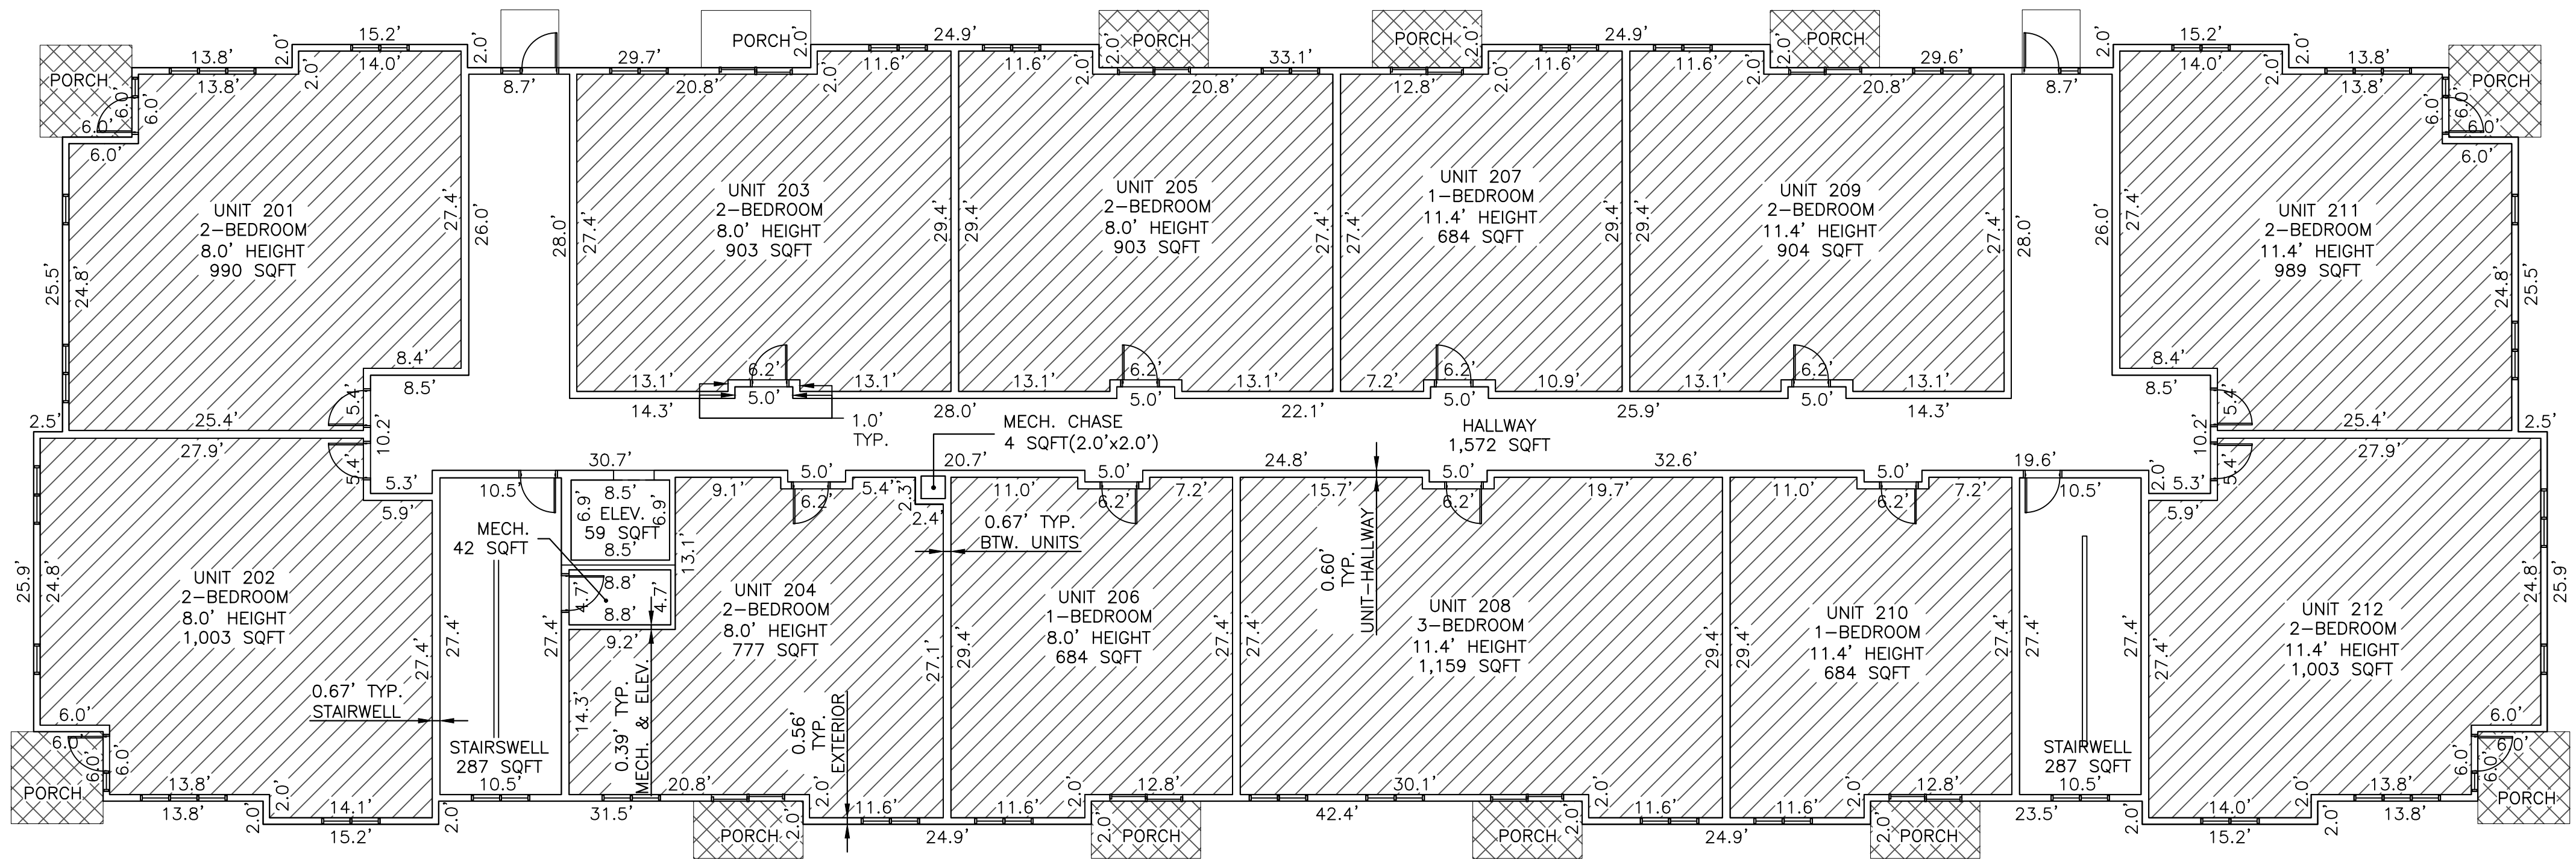 15.2'
24.9'
24.9'
15.2'
PORCH
PORCH
PORCH
PORCH
13.8'
2.0'
2.0'
29.7'
2.0'
2.0'
33.1'
2.0'
2.0'
29.6'
2.0'
2.0'
13.8'
PORCH
14.0'
2.0'
11.6'
2.0'
11.6'
2.0'
11.6'
2.0'
11.6'
2.0'
14.0'
2.0'
PORCH
13.8'
8.7'
20.8'
20.8'
12.8'
20.8'
8.7'
13.8'
6.0'
6.0'
6.0'
6.0'
6.0'
6.0'
6.0'
6.0'
UNIT 201
2-BEDROOM
8.0' HEIGHT
990 SQFT
UNIT 203
2-BEDROOM
8.0' HEIGHT
903 SQFT
UNIT 205
2-BEDROOM
8.0' HEIGHT
903 SQFT
UNIT 207
1-BEDROOM
11.4' HEIGHT
684 SQFT
UNIT 209
2-BEDROOM
11.4' HEIGHT
904 SQFT
UNIT 211
2-BEDROOM
11.4' HEIGHT
989 SQFT
25.5'
24.8'
27.4'
26.0'
28.0'
27.4'
29.4'
29.4'
27.4'
27.4'
29.4'
29.4'
27.4'
28.0'
26.0'
27.4'
24.8'
25.5'
8.4'
8.5'
5.4'
13.1'
6.2'
13.1'
13.1'
6.2'
13.1'
7.2'
6.2'
10.9'
13.1'
6.2'
13.1'
8.4'
8.5'
5.4'
5.0'
5.0'
5.0'
5.0'
14.3'
28.0'
22.1'
25.9'
14.3'
2.5'
25.4'
10.2'
1.0'
TYP.
MECH. CHASE
4 SQFT(2.0'x2.0')
HALLWAY
1,572 SQFT
10.2'
25.4'
2.5'
27.9'
5.4'
5.3'
5.9'
30.7'
5.0'
20.7'
5.0'
24.8'
5.0'
32.6'
5.0'
19.6'
2.0'
5.3'
5.9'
5.4'
27.9'
10.5'
8.5'
9.1'
6.2'
5.4'
2.3'
2.4'
11.0'
6.2'
7.2'
15.7'
6.2'
19.7'
11.0'
6.2'
7.2'
10.5'
6.9'
ELEV.
59 SQFT
6.9'
8.5'
MECH.
42 SQFT
13.1'
0.67' TYP.
BTW. UNITS
0.60'
TYP.
UNIT-HALLWAY
8.8'
4.7'
4.7'
8.8'
9.2'
UNIT 202
2-BEDROOM
8.0' HEIGHT
1,003 SQFT
UNIT 204
2-BEDROOM
8.0' HEIGHT
777 SQFT
UNIT 206
1-BEDROOM
8.0' HEIGHT
684 SQFT
UNIT 208
3-BEDROOM
11.4' HEIGHT
1,159 SQFT
UNIT 210
1-BEDROOM
11.4' HEIGHT
684 SQFT
UNIT 212
2-BEDROOM
11.4' HEIGHT
1,003 SQFT
25.9'
24.8'
27.4'
27.4'
27.4'
27.1'
29.4'
27.4'
29.4'
29.4'
27.4'
27.4'
27.4'
27.4'
24.8'
25.9'
0.67' TYP.
STAIRWELL
14.3'
0.39' TYP.
MECH. & ELEV.
0.56'
TYP.
EXTERIOR
STAIRSWELL
287 SQFT
STAIRWELL
287 SQFT
6.0'
6.0'
6.0'
6.0'
6.0'
6.0'
6.0'
6.0'
PORCH
13.8'
2.0'
10.5'
20.8'
2.0'
2.0'
12.8'
30.1'
2.0'
2.0'
12.8'
10.5'
2.0'
13.8'
PORCH
13.8'
2.0'
14.1'
2.0'
31.5'
2.0'
11.6'
11.6'
2.0'
42.4'
2.0'
11.6'
11.6'
2.0'
23.5'
2.0'
14.0'
2.0'
13.8'
15.2'
PORCH
24.9'
PORCH
PORCH
24.9'
PORCH
15.2'